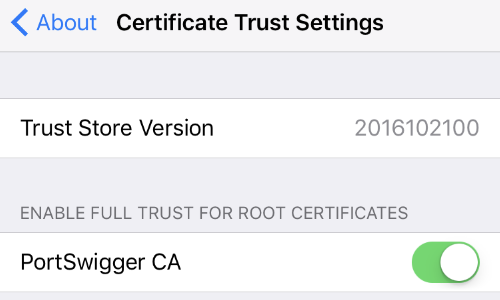 About Certificate Trust Settings
Trust Store Version 2016102100
ENABLE FULL TRUST FOR ROOT CERTIFICATES
PortSwigger CA